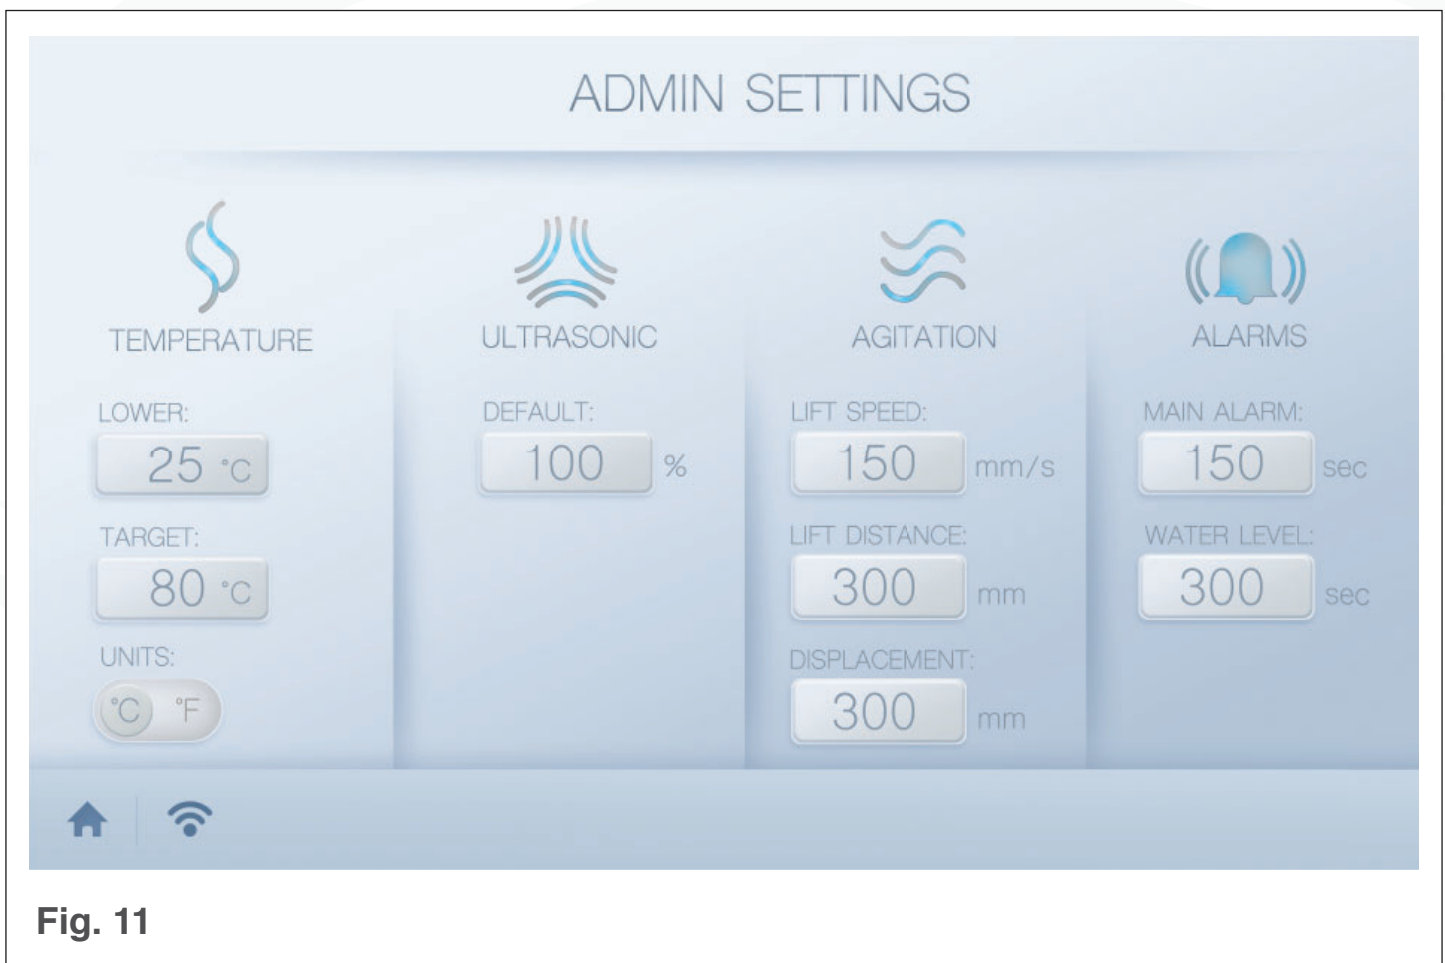 ADMIN SETTINGS
TEMPERATURE
LOWER:
25 °C
TARGET:
80 °C
UNITS:
°C °F
ULTRASONIC
DEFAULT:
100 %
AGITATION
LIFT SPEED:
150 mm/s
LIFT DISTANCE:
300 mm
DISPLACEMENT:
300 mm
ALARMS
MAIN ALARM:
150 sec
WATER LEVEL:
300 sec
Fig. 11